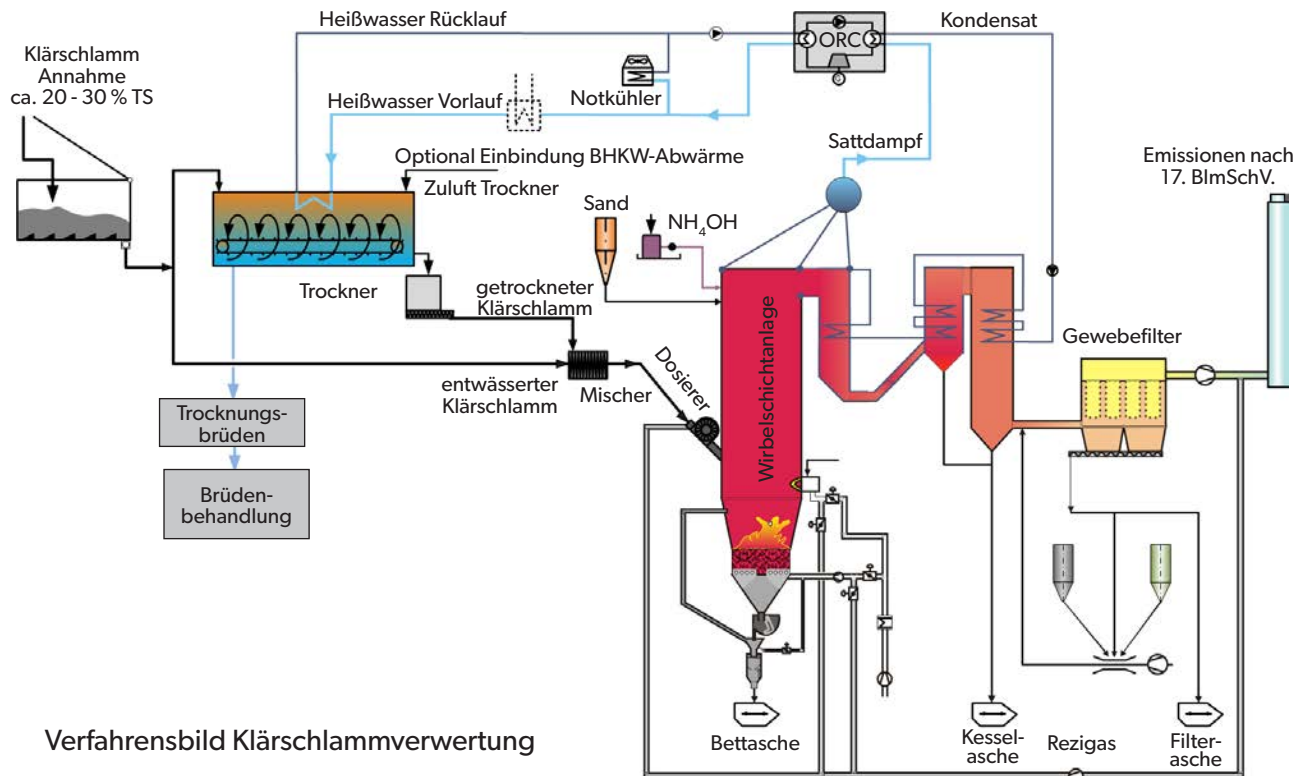 Heißwasser Rücklauf
Kondensat
Klärschlamm
Annahme
ca. 20 - 30 % TS
ORC
Notkühler
Heißwasser Vorlauf
Sattdampf
Optional Einbindung BHKW-Abwärme
Zuluft Trockner
Emissionen nach
17. BImSchV.
Sand
NH4OH
Trockner
getrockneter
Klärschlamm
Gewebefilter
Dosierer
entwässerter
Klärschlamm
Mischer
Wirbelschichtanlage
Trocknungs-
brüden
Brüden-
behandlung
Verfahrensbild Klärschlammverwertung
Bettasche
Kessel-
asche
Rezigas
Filter-
asche